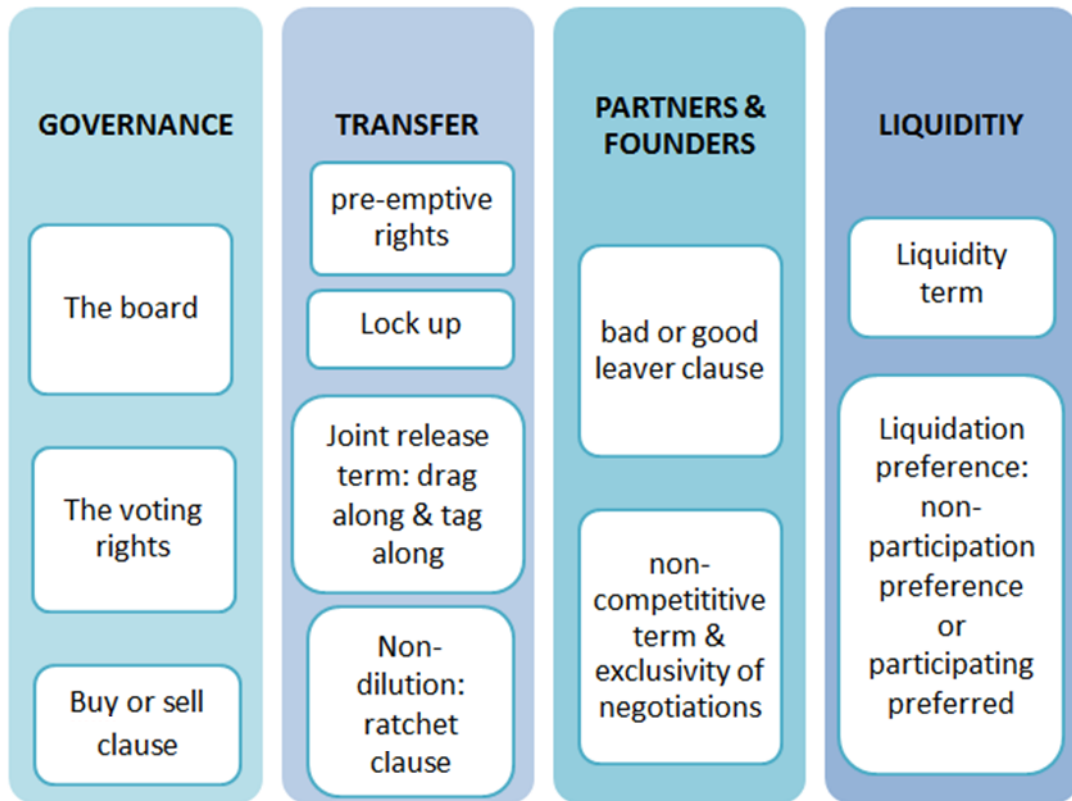 GOVERNANCE
The board
The voting
rights
Buy or sell
clause
TRANSFER
pre-emptive
rights
Lock up
Joint release
term: drag
along & tag
along
Non-
dilution:
ratchet
clause
PARTNERS &
FOUNDERS
bad or good
leaver clause
non-
competititive
term &
exclusivity of
negotiations
LIQUIDITIY
Liquidity
term
Liquidation
preference:
non-
participation
preference
or
participating
preferred